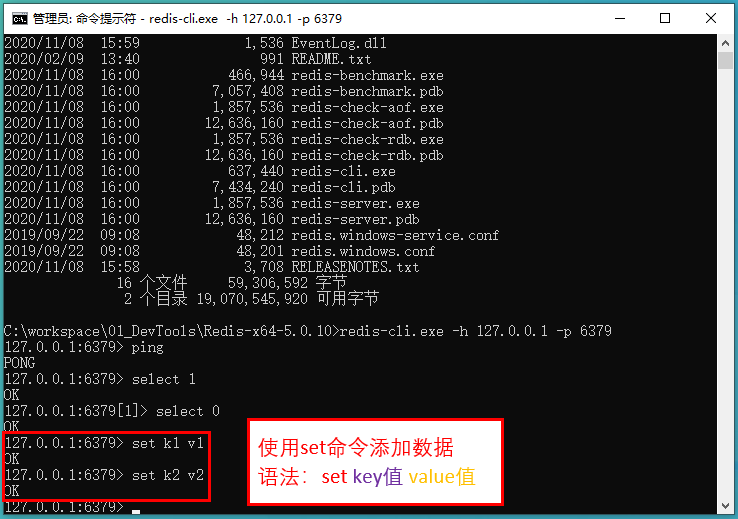 管理员: 命令提示符 - redis-cli.exe  -h 127.0.0.1 -p 6379
2020/11/08  15:59             1,536 EventLog.dll
2020/02/09  13:40               991 README.txt
2020/11/08  16:00           466,944 redis-benchmark.exe
2020/11/08  16:00         7,057,408 redis-benchmark.pdb
2020/11/08  16:00         1,857,536 redis-check-aof.exe
2020/11/08  16:00        12,636,160 redis-check-aof.pdb
2020/11/08  16:00         1,857,536 redis-check-rdb.exe
2020/11/08  16:00        12,636,160 redis-check-rdb.pdb
2020/11/08  16:00           637,440 redis-cli.exe
2020/11/08  16:00         7,434,240 redis-cli.pdb
2020/11/08  16:00         1,857,536 redis-server.exe
2020/11/08  16:00        12,636,160 redis-server.pdb
2019/09/22  09:08            48,212 redis.windows-service.conf
2019/09/22  09:08            48,201 redis.windows.conf
2020/11/08  15:58             3,708 RELEASENOTES.txt
16 个文件     59,306,592 字节
2 个目录 19,070,545,920 可用字节
C:\workspace\01_DevTools\Redis-x64-5.0.10>redis-cli.exe -h 127.0.0.1 -p 6379
127.0.0.1:6379> ping
PONG
127.0.0.1:6379> select 1
OK
127.0.0.1:6379[1]> select 0
OK
127.0.0.1:6379> set k1 v1
OK
127.0.0.1:6379> set k2 v2
OK
127.0.0.1:6379>
使用set命令添加数据
语法：set key值 value值